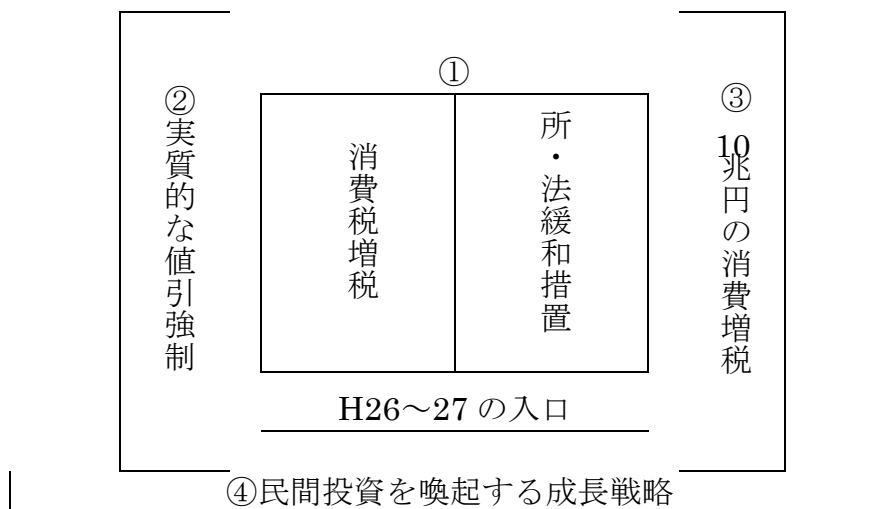 ①
②実質的な値引強制
消費税増税
所・法緩和措置
③10兆円の消費増税
H26～27の入口
④民間投資を喚起する成長戦略